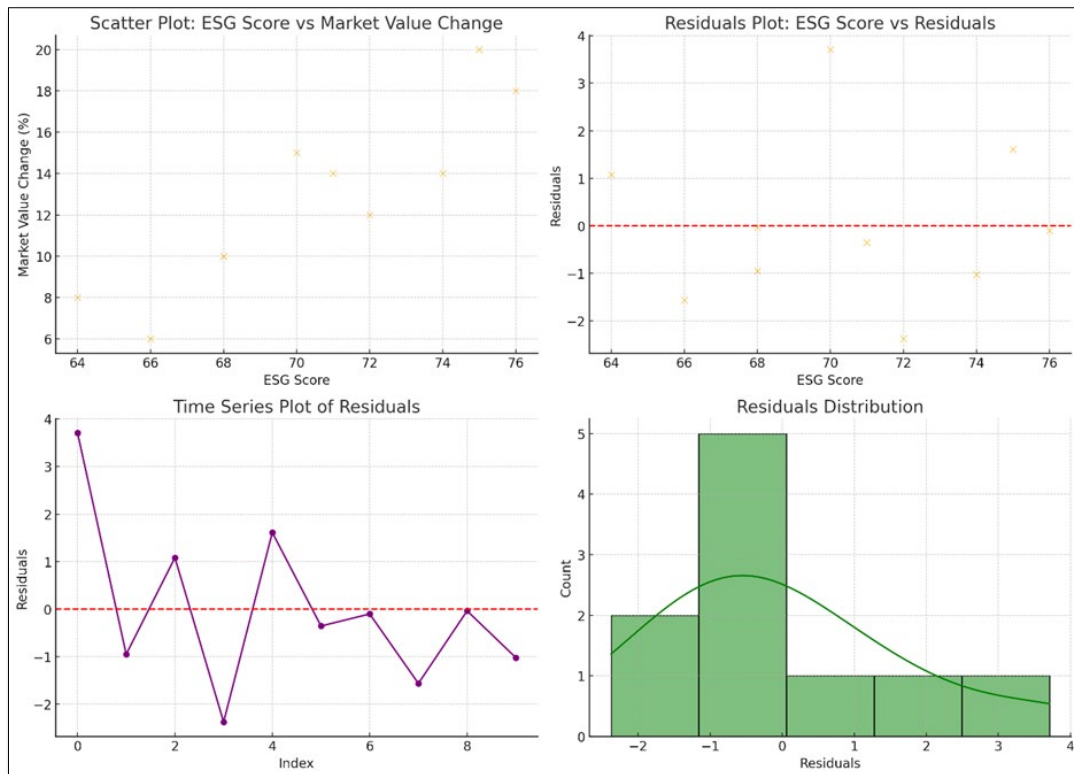 Scatter Plot: ESG Score vs Market Value Change
20
18
16
14
12
10
8
6
Market Value Change (%)
64 66 68 70 72 74 76
ESG Score
Residuals Plot: ESG Score vs Residuals
4
3
2
1
0
−1
−2
Residuals
64 66 68 70 72 74 76
ESG Score
Time Series Plot of Residuals
4
3
2
1
0
−1
−2
Residuals
0 2 4 6 8
Index
Residuals Distribution
5
4
3
2
1
0
Count
−2 −1 0 1 2 3 4
Residuals